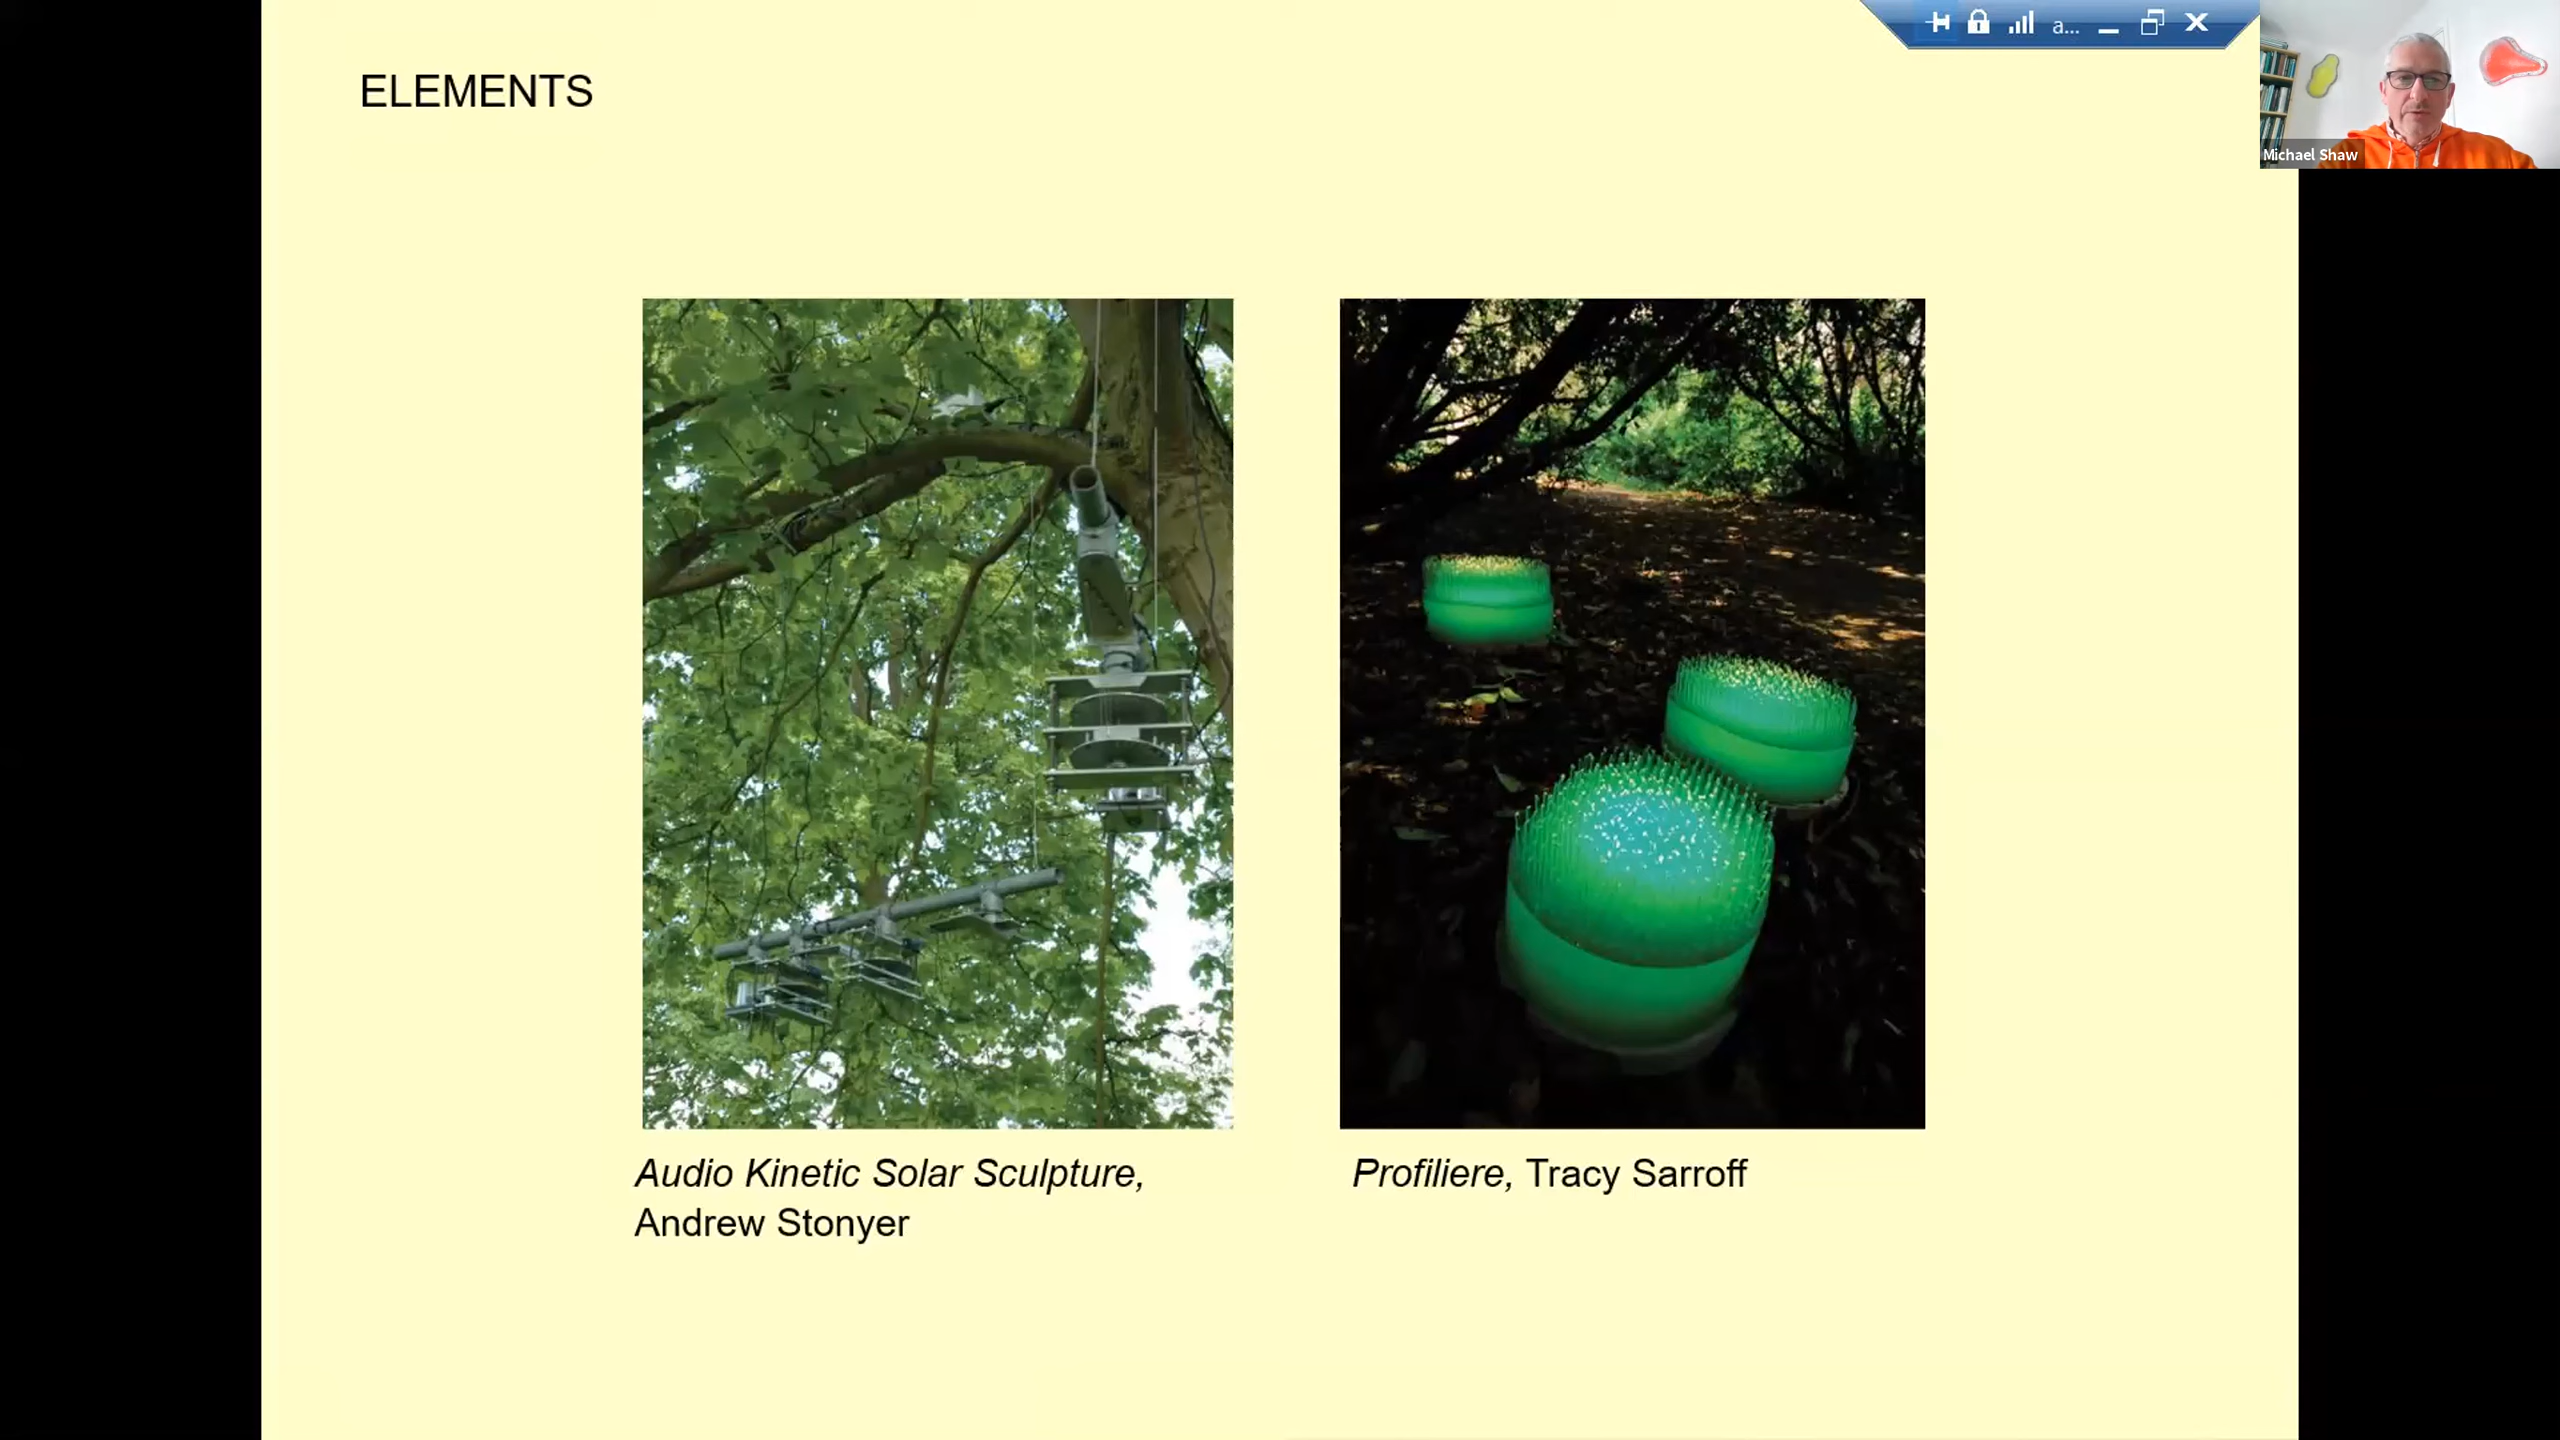 ELEMENTS
a...
Michael Shaw
Audio Kinetic Solar Sculpture,
Andrew Stonyer
Profiliere, Tracy Sarroff